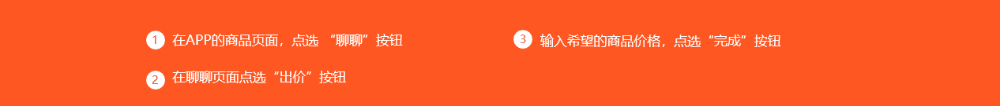 1 在APP的商品页面，点选 “聊聊”按钮
2 在聊聊页面点选“出价”按钮
3 输入希望的商品价格，点选“完成”按钮